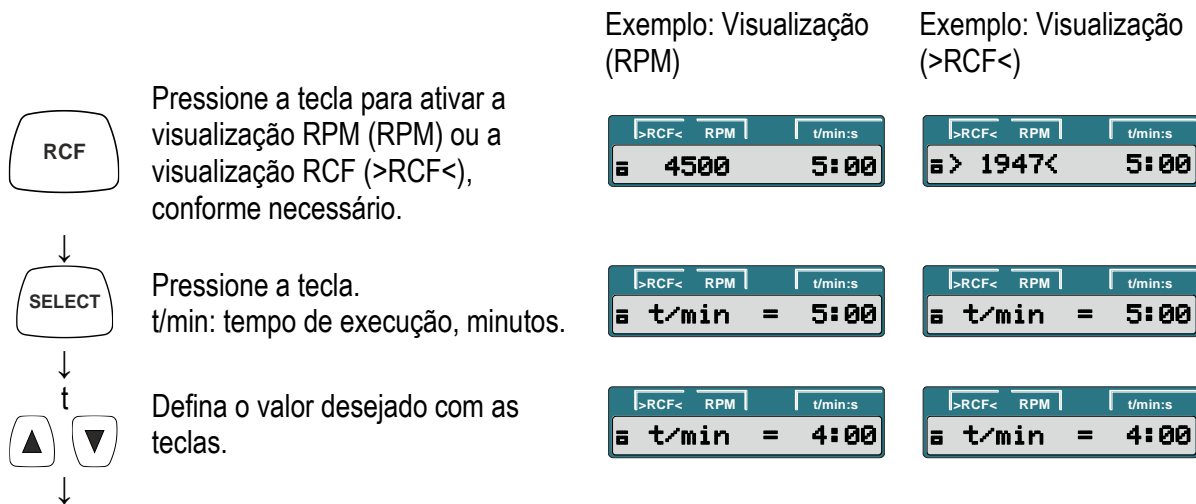 Exemplo: Visualização
(RPM)
Exemplo: Visualização
(>RCF<)
RCF
Pressione a tecla para ativar a
visualização RPM (RPM) ou a
visualização RCF (>RCF<),
conforme necessário.
>RCF< RPM t/min:s
4500 5:00
>RCF< RPM t/min:s
> 1947< 5:00
↓
SELECT
Pressione a tecla.
t/min: tempo de execução, minutos.
>RCF< RPM t/min:s
t/min = 5:00
>RCF< RPM t/min:s
t/min = 5:00
↓
t
▲ ▼
Defina o valor desejado com as
teclas.
>RCF< RPM t/min:s
t/min = 4:00
>RCF< RPM t/min:s
t/min = 4:00
↓